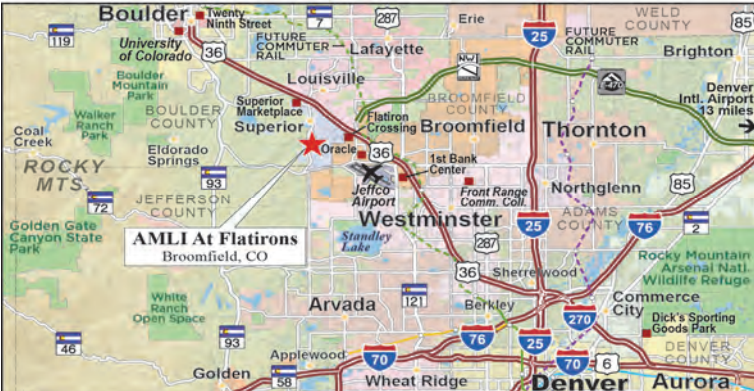 Boulder
Twenty
Ninth Street
7
287
Erie
25
WELD
COUNTY
85
119
University
of Colorado
36
FUTURE
COMMUTER
RAIL
Lafayette
FUTURE
COMMUTER
RAIL
Brighton
Boulder
Mountain
Park
Louisville
NW
BROOMFIELD
COUNTY
Denver
Intl. Airport
13 miles
Walker
Ranch Park
BOULDER
COUNTY
Superior
Marketplace
Superior
Flatiron
Crossing
Broomfield
Thornton
Coal
Creek
Eldorado
Springs
Oracle
36
1st Bank
Center
ROCKY
MTS.
93
Jeffco
Airport
Front Range
Comm. Coll.
Northglenn
85
72
JEFFERSON
COUNTY
Westminster
25
ADAMS
COUNTY
76
2
Golden Gate
Canyon State
Park
AMLI At Flatirons
Broomfield, CO
Standley
Lake
287
Rocky Mountain
Arsenal Natl.
Wildlife Refuge
36
Sherrelwood
White
Ranch
Open Space
Arvada
121
Berkley
270
Commerce
City
Dick's Sporting
Goods Park
46
93
Applewood
70
76
25
70
6
DENVER
COUNTY
Golden
58
Wheat Ridge
Denver
Aurora